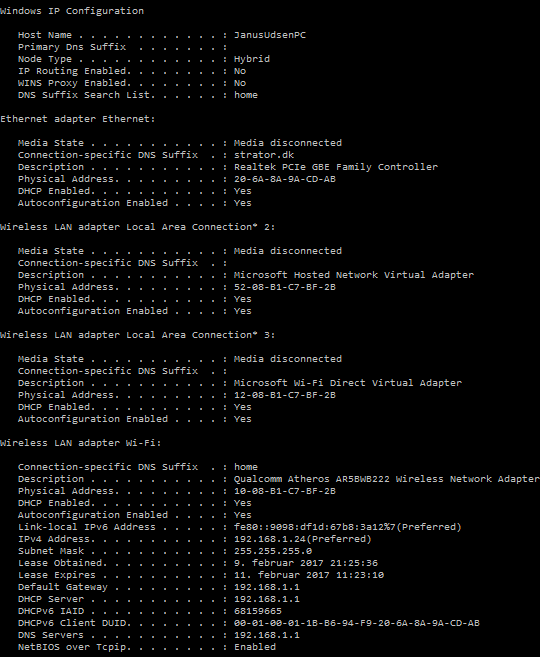 Windows IP Configuration
Host Name . . . . . . . . . . . . : JanusUdsenPC
Primary Dns Suffix  . . . . . . . :
Node Type . . . . . . . . . . . . : Hybrid
IP Routing Enabled. . . . . . . . : No
WINS Proxy Enabled. . . . . . . . : No
DNS Suffix Search List. . . . . . : home
Ethernet adapter Ethernet:
Media State . . . . . . . . . . . : Media disconnected
Connection-specific DNS Suffix  . : strator.dk
Description . . . . . . . . . . . : Realtek PCIe GBE Family Controller
Physical Address. . . . . . . . . : 20-6A-8A-9A-CD-AB
DHCP Enabled. . . . . . . . . . . : Yes
Autoconfiguration Enabled . . . . : Yes
Wireless LAN adapter Local Area Connection* 2:
Media State . . . . . . . . . . . : Media disconnected
Connection-specific DNS Suffix  . :
Description . . . . . . . . . . . : Microsoft Hosted Network Virtual Adapter
Physical Address. . . . . . . . . : 52-08-B1-C7-BF-2B
DHCP Enabled. . . . . . . . . . . : Yes
Autoconfiguration Enabled . . . . : Yes
Wireless LAN adapter Local Area Connection* 3:
Media State . . . . . . . . . . . : Media disconnected
Connection-specific DNS Suffix  . :
Description . . . . . . . . . . . : Microsoft Wi-Fi Direct Virtual Adapter
Physical Address. . . . . . . . . : 12-08-B1-C7-BF-2B
DHCP Enabled. . . . . . . . . . . : Yes
Autoconfiguration Enabled . . . . : Yes
Wireless LAN adapter Wi-Fi:
Connection-specific DNS Suffix  . : home
Description . . . . . . . . . . . : Qualcomm Atheros AR5BWB222 Wireless Network Adapter
Physical Address. . . . . . . . . : 10-08-B1-C7-BF-2B
DHCP Enabled. . . . . . . . . . . : Yes
Autoconfiguration Enabled . . . . : Yes
Link-local IPv6 Address . . . . . : fe80::9098:df1d:67b8:3a12%7(Preferred)
IPv4 Address. . . . . . . . . . . : 192.168.1.24(Preferred)
Subnet Mask . . . . . . . . . . . : 255.255.255.0
Lease Obtained. . . . . . . . . . : 9. februar 2017 21:25:36
Lease Expires . . . . . . . . . . : 11. februar 2017 11:23:10
Default Gateway . . . . . . . . . : 192.168.1.1
DHCP Server . . . . . . . . . . . : 192.168.1.1
DHCPv6 IAID . . . . . . . . . . . : 68159665
DHCPv6 Client DUID. . . . . . . . : 00-01-00-01-1B-B6-94-F9-20-6A-8A-9A-CD-AB
DNS Servers . . . . . . . . . . . : 192.168.1.1
NetBIOS over Tcpip. . . . . . . . : Enabled